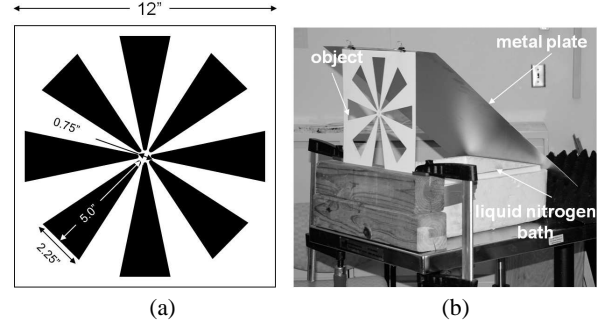 12”
0.75”
5.0”
2.25”
(a)
metal plate
object
liquid nitrogen
bath
(b)